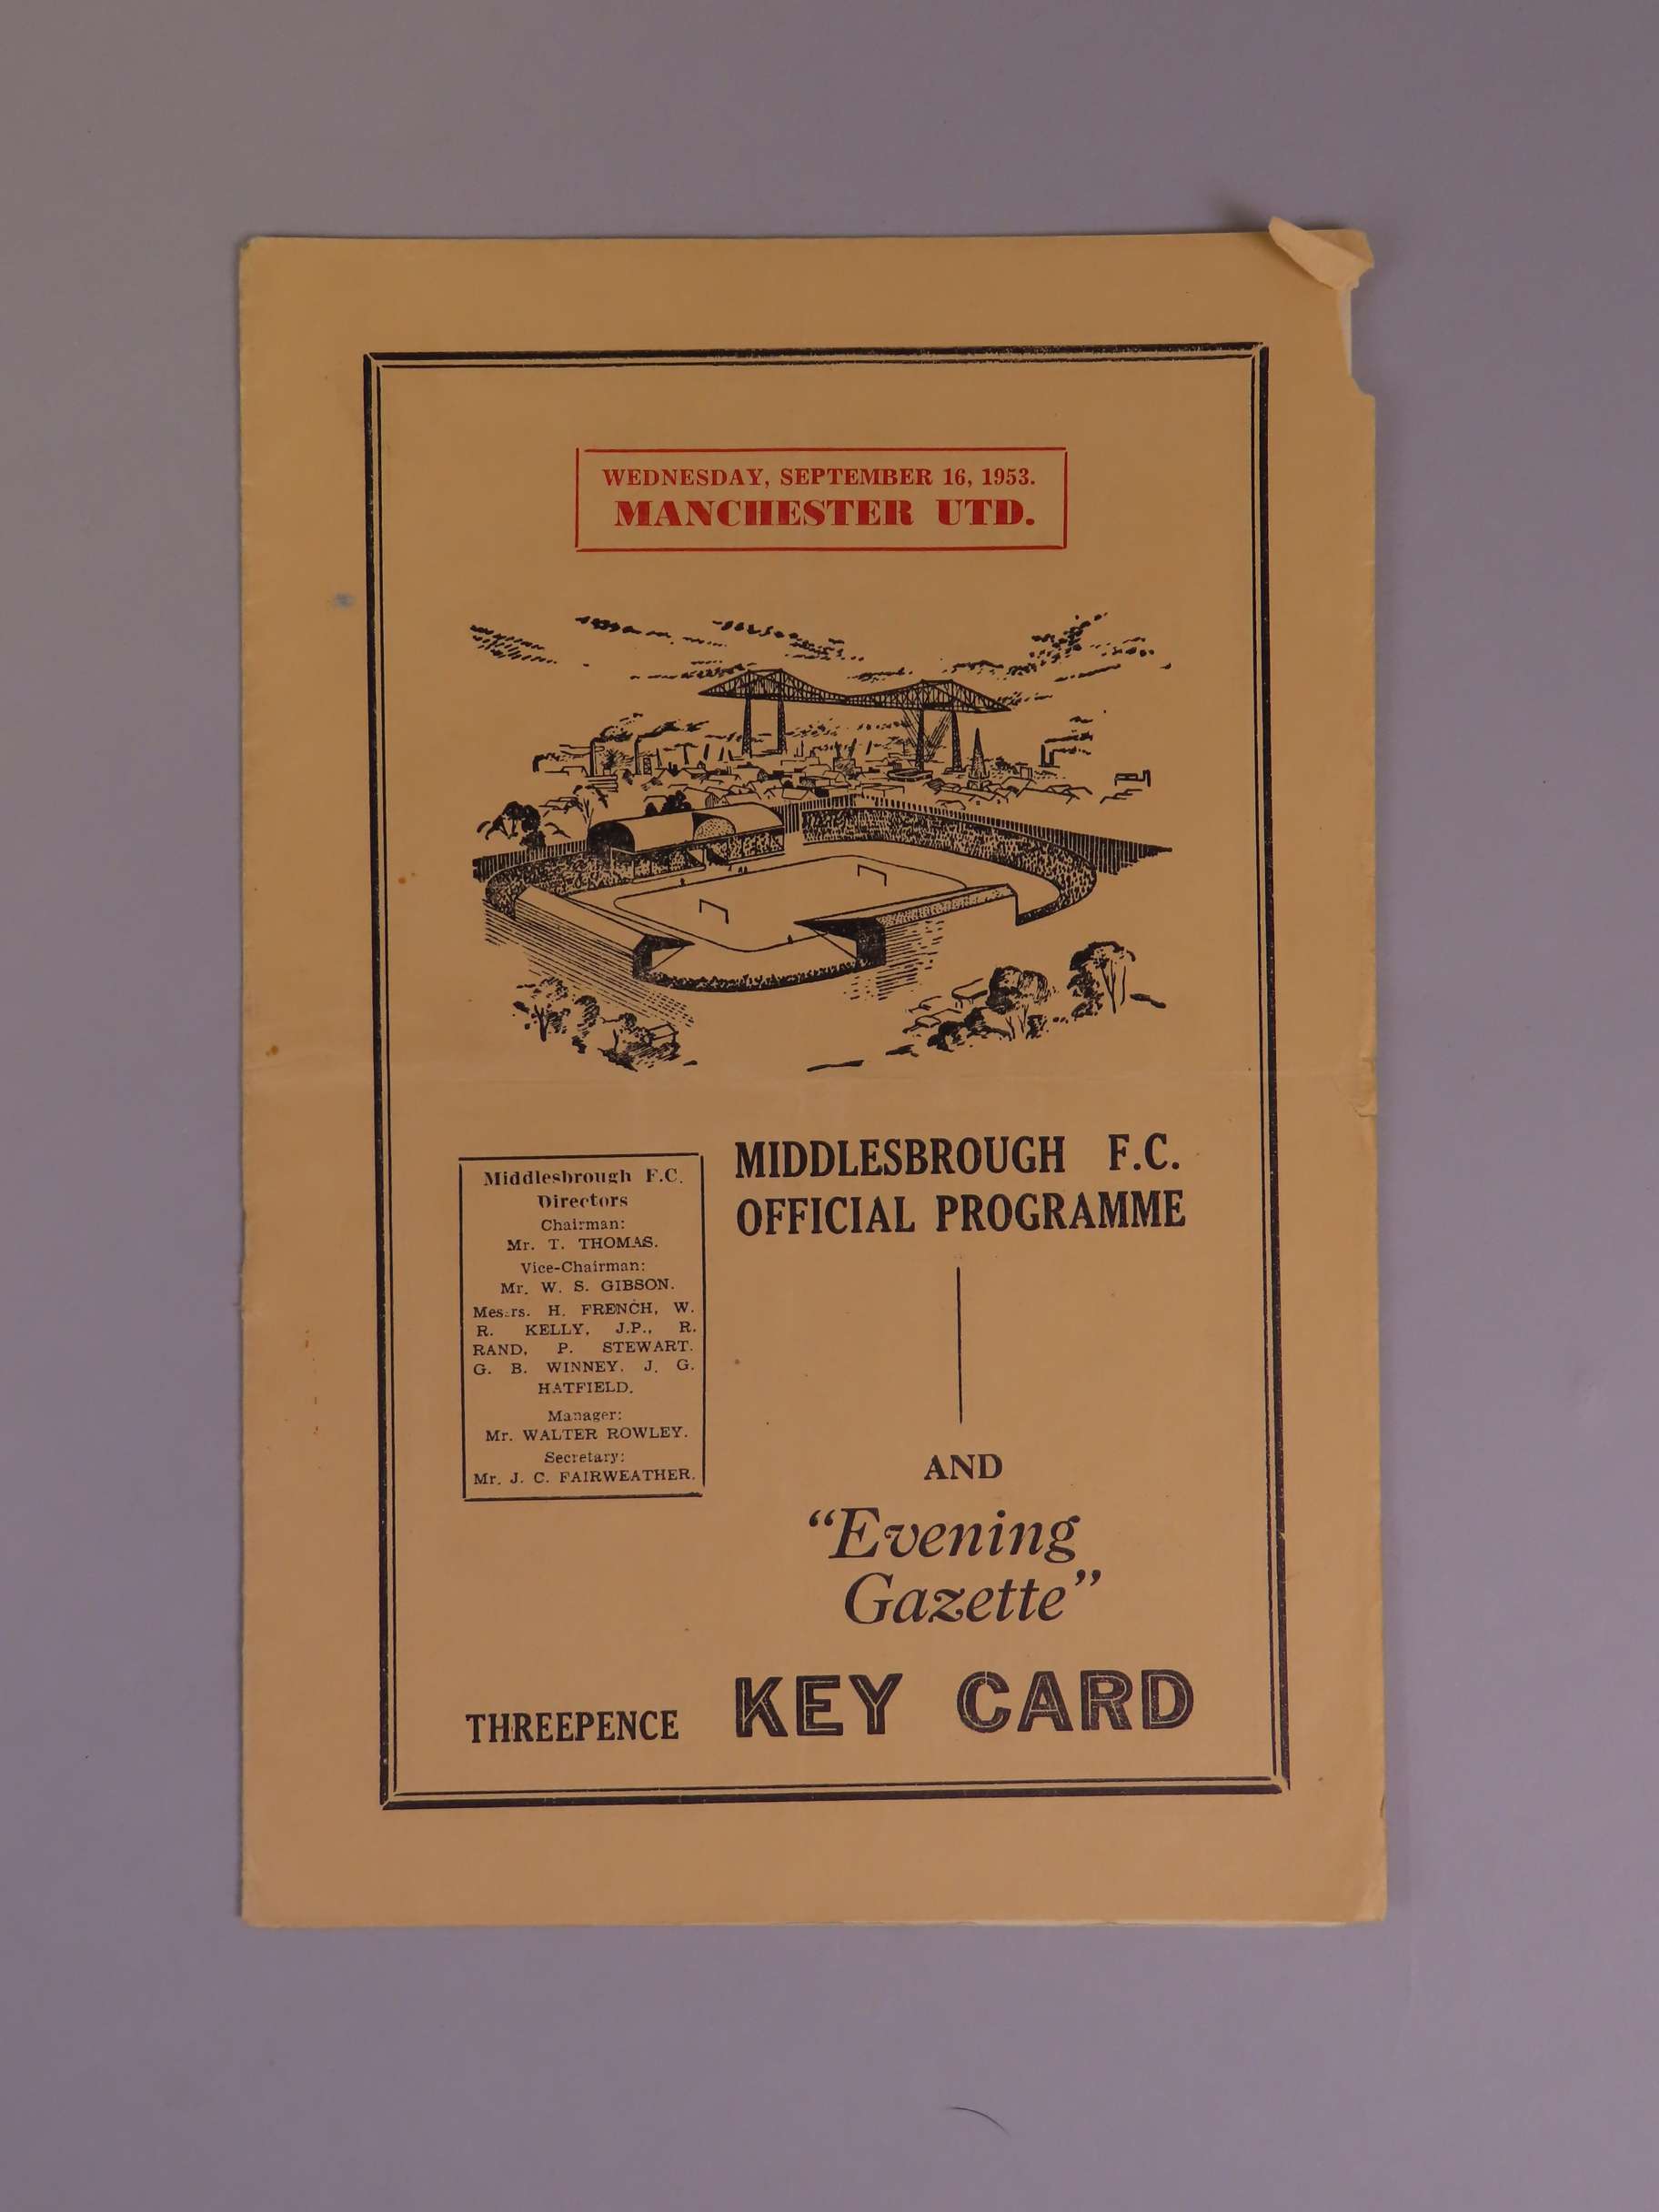 WEDNESDAY, SEPTEMBER 16, 1953.
MANCHESTER UTD.
Middlesbrough F.C.
Directors
Chairman:
Mr. T. THOMAS.
Vice-Chairman:
Mr. W. S. GIBSON.
Messrs. H. FRENCH, W.
R. KELLY, J.P., R.
RAND, P. STEWART.
G. B. WINNEY, J. G.
HATFIELD.
Manager:
Mr. WALTER ROWLEY.
Secretary:
Mr. J. C. FAIRWEATHER.
MIDDLESBROUGH F.C.
OFFICIAL PROGRAMME
AND
"Evening
Gazette"
THREEPENCE
KEY CARD